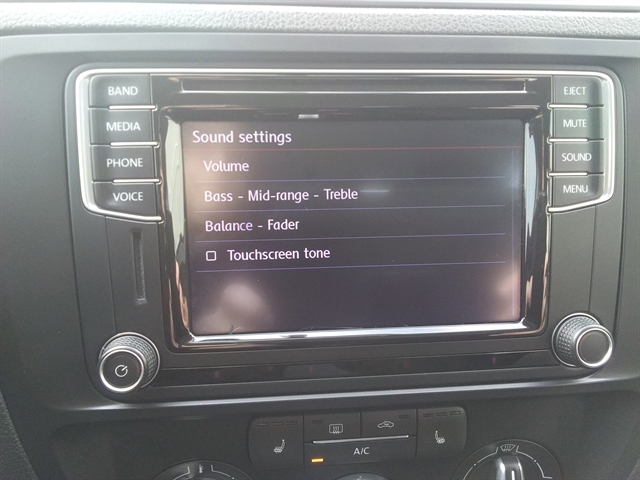 BAND
MEDIA
PHONE
VOICE
Sound settings
Volume
Bass - Mid-range - Treble
Balance - Fader
Touchscreen tone
EJECT
MUTE
SOUND
MENU
A/C